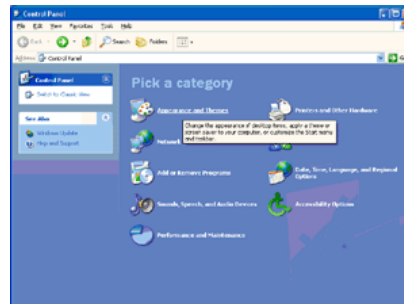 Control Panel
File Edit View Favorites Tools Help
Back Search Folders
Address Control Panel Go
Control Panel
Switch to Classic View
See Also
Windows Update
Help and Support
Pick a category
Appearance and Themes
Printers and Other Hardware
Change the appearance of desktop items, apply a theme or
screen saver to your computer, or customize the Start menu
and taskbar.
Network
Add or Remove Programs
Date, Time, Language, and Regional
Options
Sounds, Speech, and Audio Devices
Accessibility Options
Performance and Maintenance